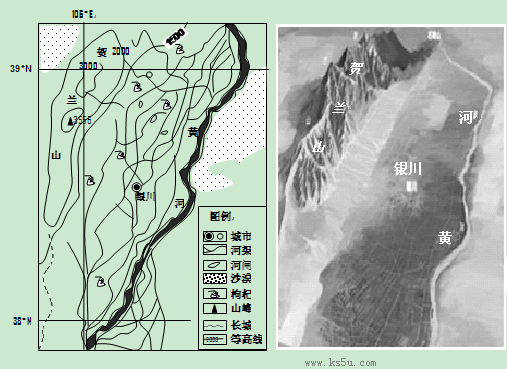 106°E
贺 2000
1500
39°N
3000
兰
3556
黄
山
银川
河
图例
城市
河渠
沙漠
枸杞
山峰
长城
2000 等高线
38°N
贺
兰
山
河
银川
黄
www.ks5u.com